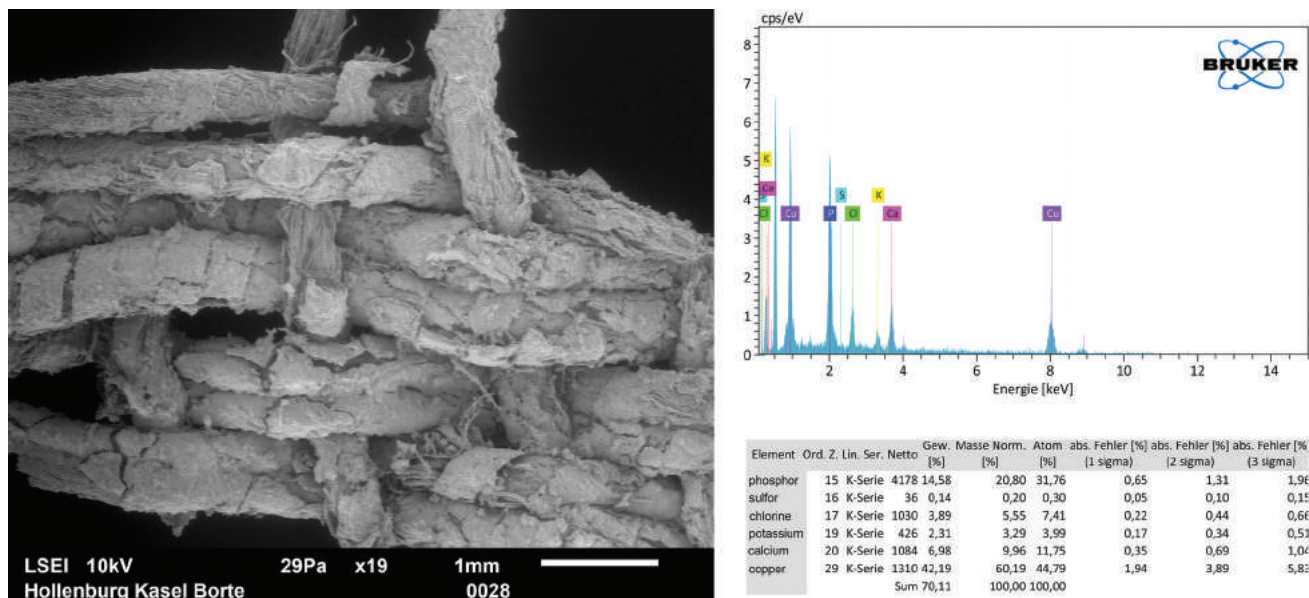 LSEI 10kV 29Pa x19 1mm
Hollenburg Kasel Borte 0028
cps/eV
BRUKER
8
7
6
5
4
3
2
1
0
K
Ca
Cl
Cu
P
S
Cl
K
Ca
Cu
2 4 6 8 10 12 14
Energie [keV]
Element Ord. Z. Lin. Ser. Netto Gew. [%] Masse Norm. [%] Atom [%] abs. Fehler [%] (1 sigma) abs. Fehler [%] (2 sigma) abs. Fehler [%] (3 sigma)
phosphor 15 K-Serie 4178 14,58 20,80 31,76 0,65 1,31 1,96
sulfor 16 K-Serie 36 0,14 0,20 0,30 0,05 0,10 0,15
chlorine 17 K-Serie 1030 3,89 5,55 7,41 0,22 0,44 0,66
potassium 19 K-Serie 426 2,31 3,29 3,99 0,17 0,34 0,51
calcium 20 K-Serie 1084 6,98 9,96 11,75 0,35 0,69 1,04
copper 29 K-Serie 1310 42,19 60,19 44,79 1,94 3,89 5,83
Sum 70,11 100,00 100,00